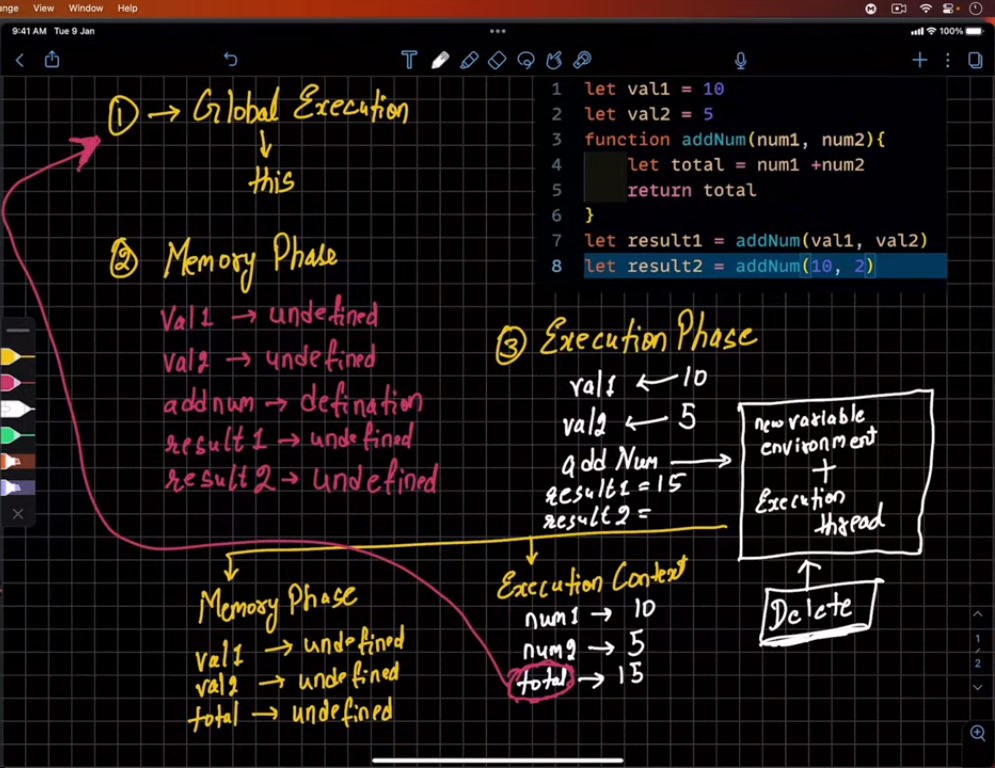 ange View Window Help
9:41 AM Tue 9 Jan
100%
T
① → Global Execution
this
② Memory Phase
Val1 → undefined
val2 → undefined
addnum → defination
result1 → undefined
result2 → undefined
1 let val1 = 10
2 let val2 = 5
3 function addNum(num1, num2){
4 let total = num1 +num2
5 return total
6 }
7 let result1 = addNum(val1, val2)
8 let result2 = addNum(10, 2)
③ Execution Phase
val1 ← 10
val2 ← 5
add Num →
result1 = 15
result2 =
new variable
environment
+
Execution
thread
Delete
Memory Phase
val1 → undefined
val2 → undefined
total → undefined
Execution Context
num1 → 10
num2 → 5
total → 15
1
2